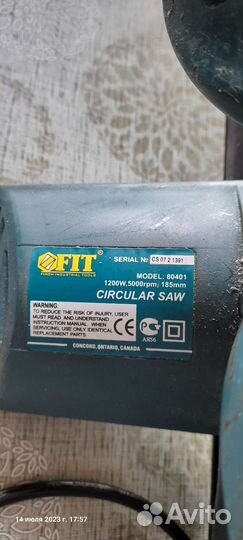 FIT
FINCH INDUSTRIAL TOOLS
SERIAL № CS 07 2 1391
MODEL: 80401
1200W, 5000rpm; 185mm
CIRCULAR SAW
WARNING:
TO REDUCE THE RISK OF INJURY, USER
MUST READ AND UNDERSTAND
INSTRUCTION MANUAL. WHEN
SERVICING, USE ONLY IDENTICAL
REPLACEMENT PARTS.
АЯ56
CONCORD, ONTARIO, CANADA
14 июля 2023 г. • 17:57
Avito